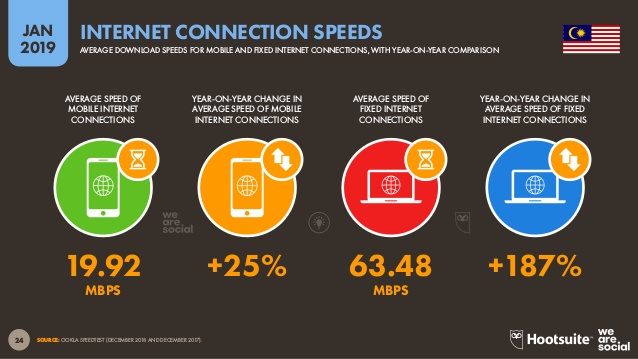 JAN
2019
INTERNET CONNECTION SPEEDS
AVERAGE DOWNLOAD SPEEDS FOR MOBILE AND FIXED INTERNET CONNECTIONS, WITH YEAR-ON-YEAR COMPARISON
AVERAGE SPEED OF
MOBILE INTERNET
CONNECTIONS
19.92
MBPS
YEAR-ON-YEAR CHANGE IN
AVERAGE SPEED OF MOBILE
INTERNET CONNECTIONS
+25%
AVERAGE SPEED OF
FIXED INTERNET
CONNECTIONS
63.48
MBPS
YEAR-ON-YEAR CHANGE IN
AVERAGE SPEED OF FIXED
INTERNET CONNECTIONS
+187%
we
are
social
24
SOURCE: OOKLA SPEEDTEST (DECEMBER 2018 AND DECEMBER 2017).
Hootsuite™
we
are
social